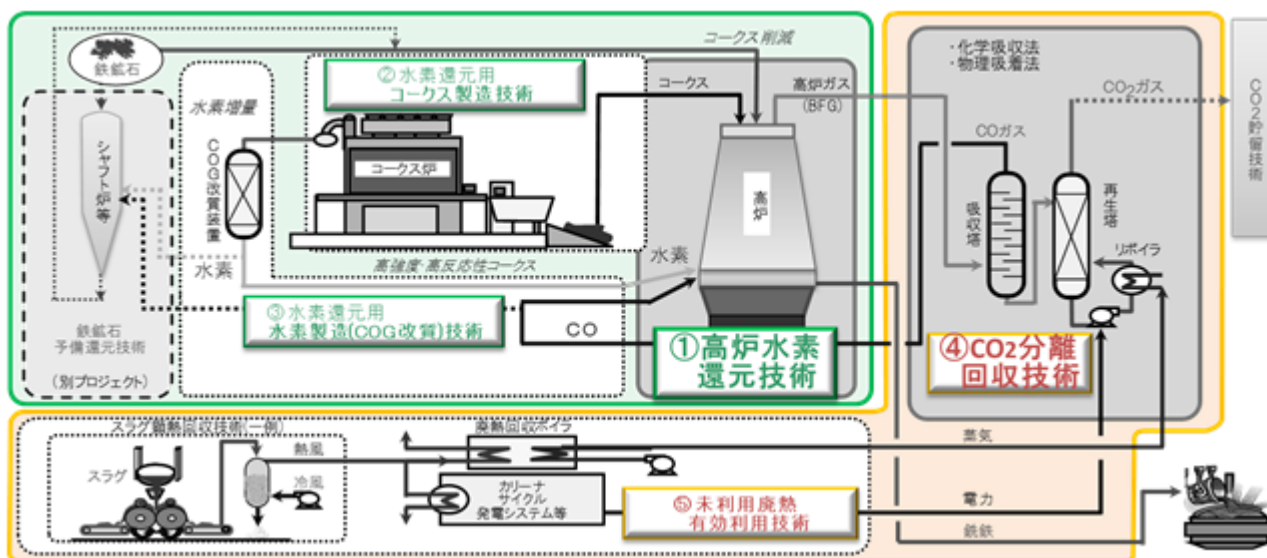 鉄鉱石
コークス削減
②水素還元用
コークス製造技術
水素増量
COG改質装置
コークス炉
シャフト炉等
コークス
高炉ガス
(BFG)
高炉
水素
水素
高強度・高反応性コークス
③水素還元用
水素製造(COG改質)技術
CO
①高炉水素
還元技術
鉄鉱石
予備還元技術
(別プロジェクト)
・化学吸収法
・物理吸着法
CO2ガス
COガス
吸収塔
再生塔
リボイラ
④CO2分離
回収技術
CO2貯留技術
スラグ顕熱回収技術(一例)
スラグ
熱風
冷風
廃熱回収ボイラ
カリーナ
サイクル
発電システム等
⑤未利用廃熱
有効利用技術
蒸気
電力
銑鉄